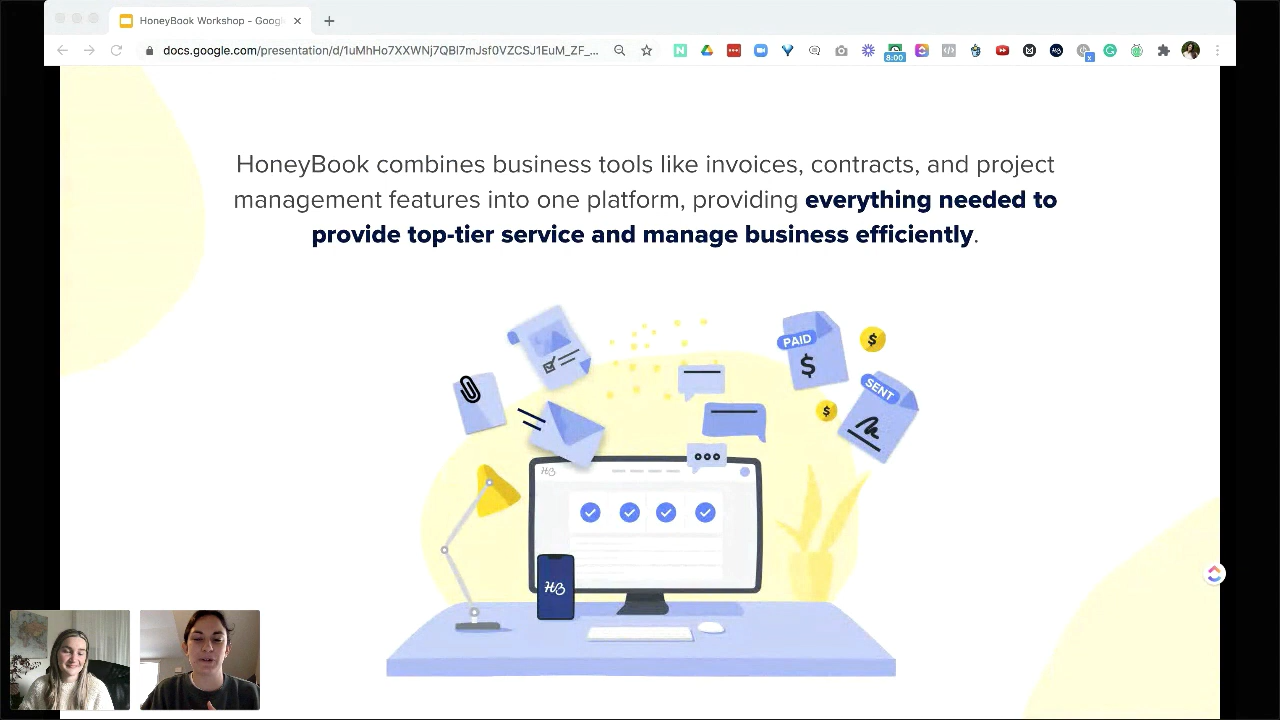 HoneyBook Workshop - Googl
docs.google.com/presentation/d/1uMhHo7XXWNj7QBl7mJsf0VZCSJ1EuM_ZF_...
8:00
HoneyBook combines business tools like invoices, contracts, and project
management features into one platform, providing everything needed to
provide top-tier service and manage business efficiently.
PAID
$
$
SENT
$
HB
HB